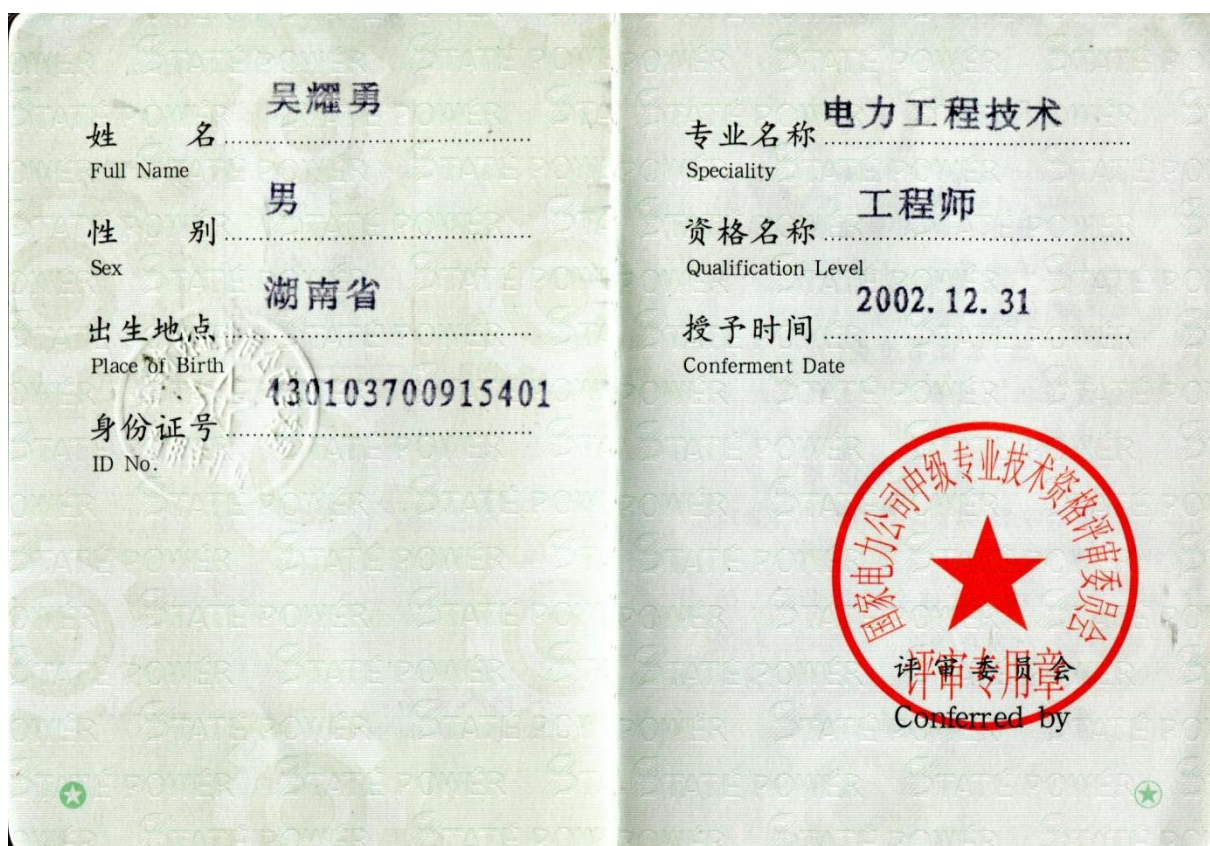 姓 名 吴耀勇
Full Name
性 别 男
Sex
出生地点 湖南省
Place of Birth
身份证号 430103700915401
ID No.
专业名称 电力工程技术
Speciality
资格名称 工程师
Qualification Level
授予时间 2002.12.31
Conferment Date
国家电力公司中级专业技术资格评审委员会
评审专用章
评审委员会
Conferred by
STATE POWER